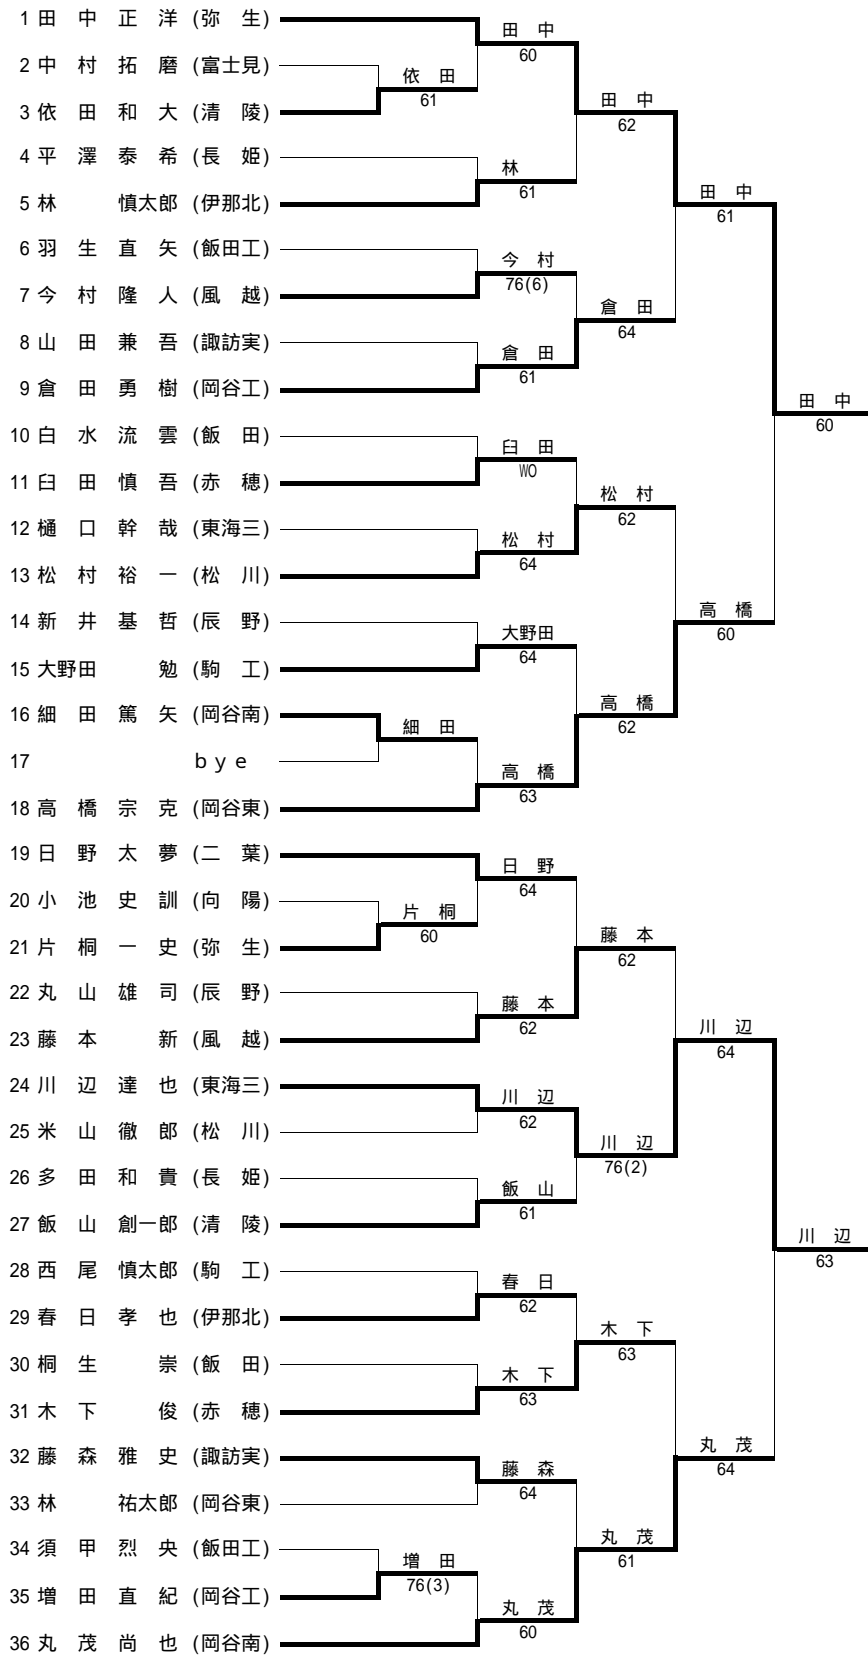 1 田 中 正 洋 (弥 生)
2 中 村 拓 磨 (富士見)
3 依 田 和 大 (清 陵)
4 平 澤 泰 希 (長 姫)
5 林 慎太郎 (伊那北)
6 羽 生 直 矢 (飯田工)
7 今 村 隆 人 (風 越)
8 山 田 兼 吾 (諏訪実)
9 倉 田 勇 樹 (岡谷工)
10 白 水 流 雲 (飯 田)
11 臼 田 慎 吾 (赤 穂)
12 樋 口 幹 哉 (東海三)
13 松 村 裕 一 (松 川)
14 新 井 基 哲 (辰 野)
15 大野田 勉 (駒 工)
16 細 田 篤 矢 (岡谷南)
17 bye
18 高 橋 宗 克 (岡谷東)
19 日 野 太 夢 (二 葉)
20 小 池 史 訓 (向 陽)
21 片 桐 一 史 (弥 生)
22 丸 山 雄 司 (辰 野)
23 藤 本 新 (風 越)
24 川 辺 達 也 (東海三)
25 米 山 徹 郎 (松 川)
26 多 田 和 貴 (長 姫)
27 飯 山 創一郎 (清 陵)
28 西 尾 慎太郎 (駒 工)
29 春 日 孝 也 (伊那北)
30 桐 生 崇 (飯 田)
31 木 下 俊 (赤 穂)
32 藤 森 雅 史 (諏訪実)
33 林 祐太郎 (岡谷東)
34 須 甲 烈 央 (飯田工)
35 増 田 直 紀 (岡谷工)
36 丸 茂 尚 也 (岡谷南)
依 田
61
細 田
片 桐
60
増 田
76(3)
田 中
60
林
61
今 村
76(6)
倉 田
61
臼 田
WO
松 村
64
大野田
64
高 橋
63
日 野
64
藤 本
62
川 辺
62
飯 山
61
春 日
62
木 下
63
藤 森
64
丸 茂
60
田 中
62
倉 田
64
松 村
62
高 橋
62
藤 本
62
川 辺
76(2)
木 下
63
丸 茂
61
田 中
61
高 橋
60
川 辺
64
丸 茂
64
田 中
60
川 辺
63